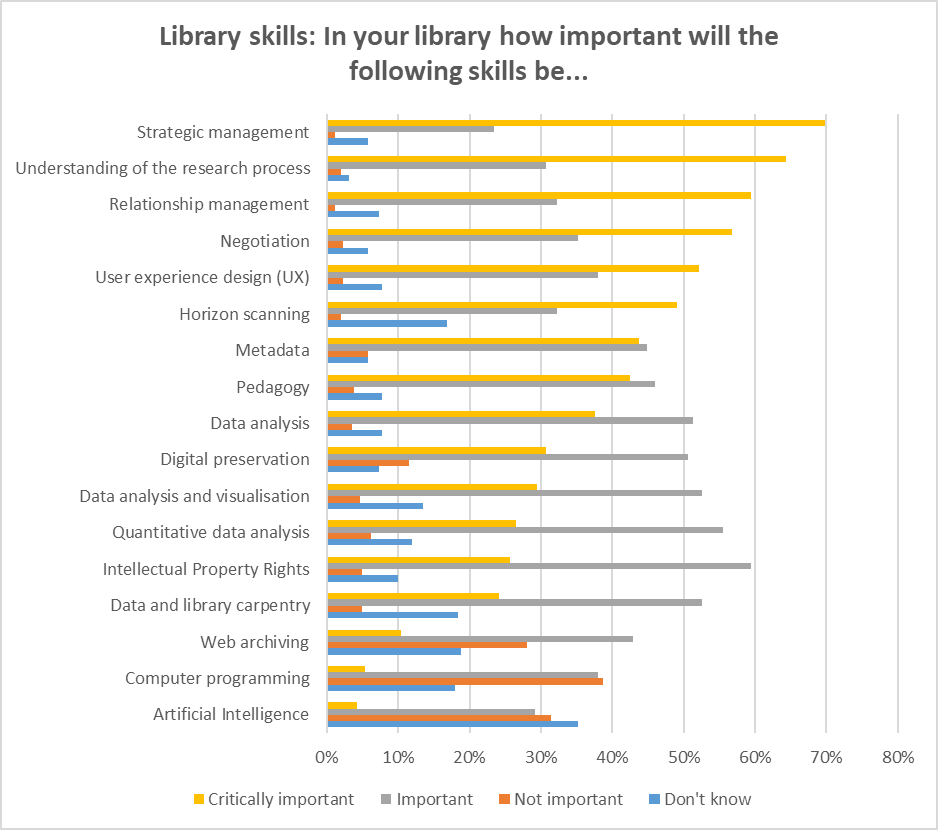 Library skills: In your library how important will the
following skills be...
Strategic management
Understanding of the research process
Relationship management
Negotiation
User experience design (UX)
Horizon scanning
Metadata
Pedagogy
Data analysis
Digital preservation
Data analysis and visualisation
Quantitative data analysis
Intellectual Property Rights
Data and library carpentry
Web archiving
Computer programming
Artificial Intelligence
0% 10% 20% 30% 40% 50% 60% 70% 80%
Critically important Important Not important Don't know